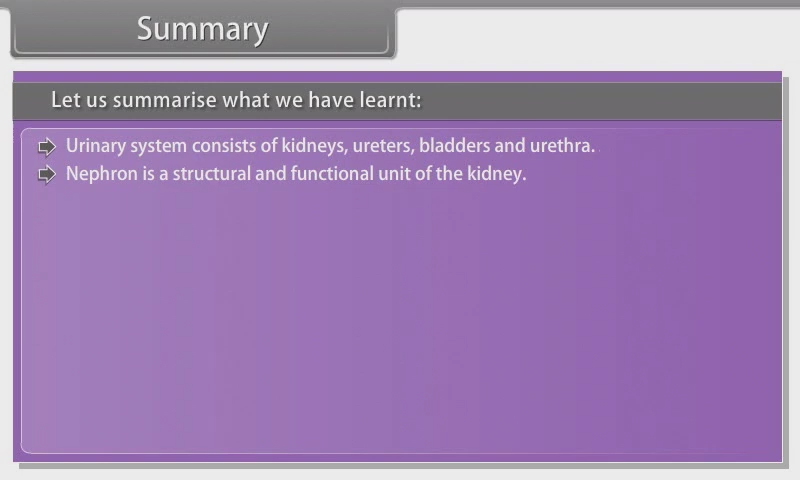 Summary
Let us summarise what we have learnt:
Urinary system consists of kidneys, ureters, bladders and urethra.
Nephron is a structural and functional unit of the kidney.